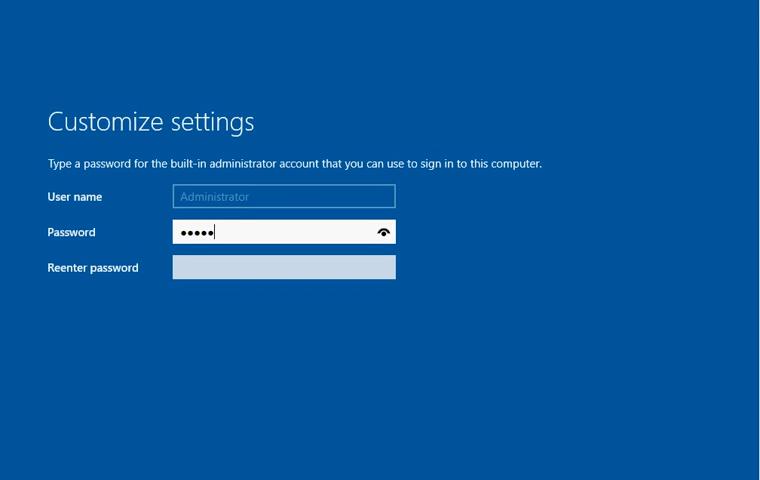 Customize settings
Type a password for the built-in administrator account that you can use to sign in to this computer.
User name
Administrator
Password
●●●●●
Reenter password